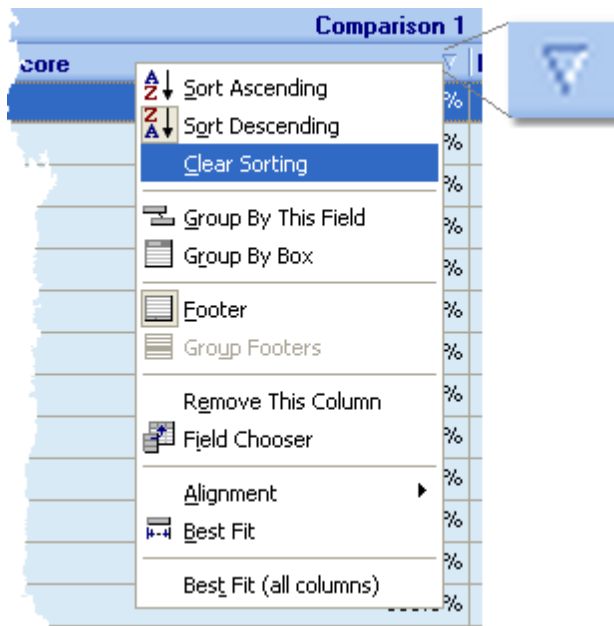 Comparison 1
core
Sort Ascending
%
Sort Descending
%
Clear Sorting
%
Group By This Field
%
Group By Box
%
Footer
%
Group Footers
%
Remove This Column
%
Field Chooser
%
Alignment
%
Best Fit
%
%
Best Fit (all columns)
%